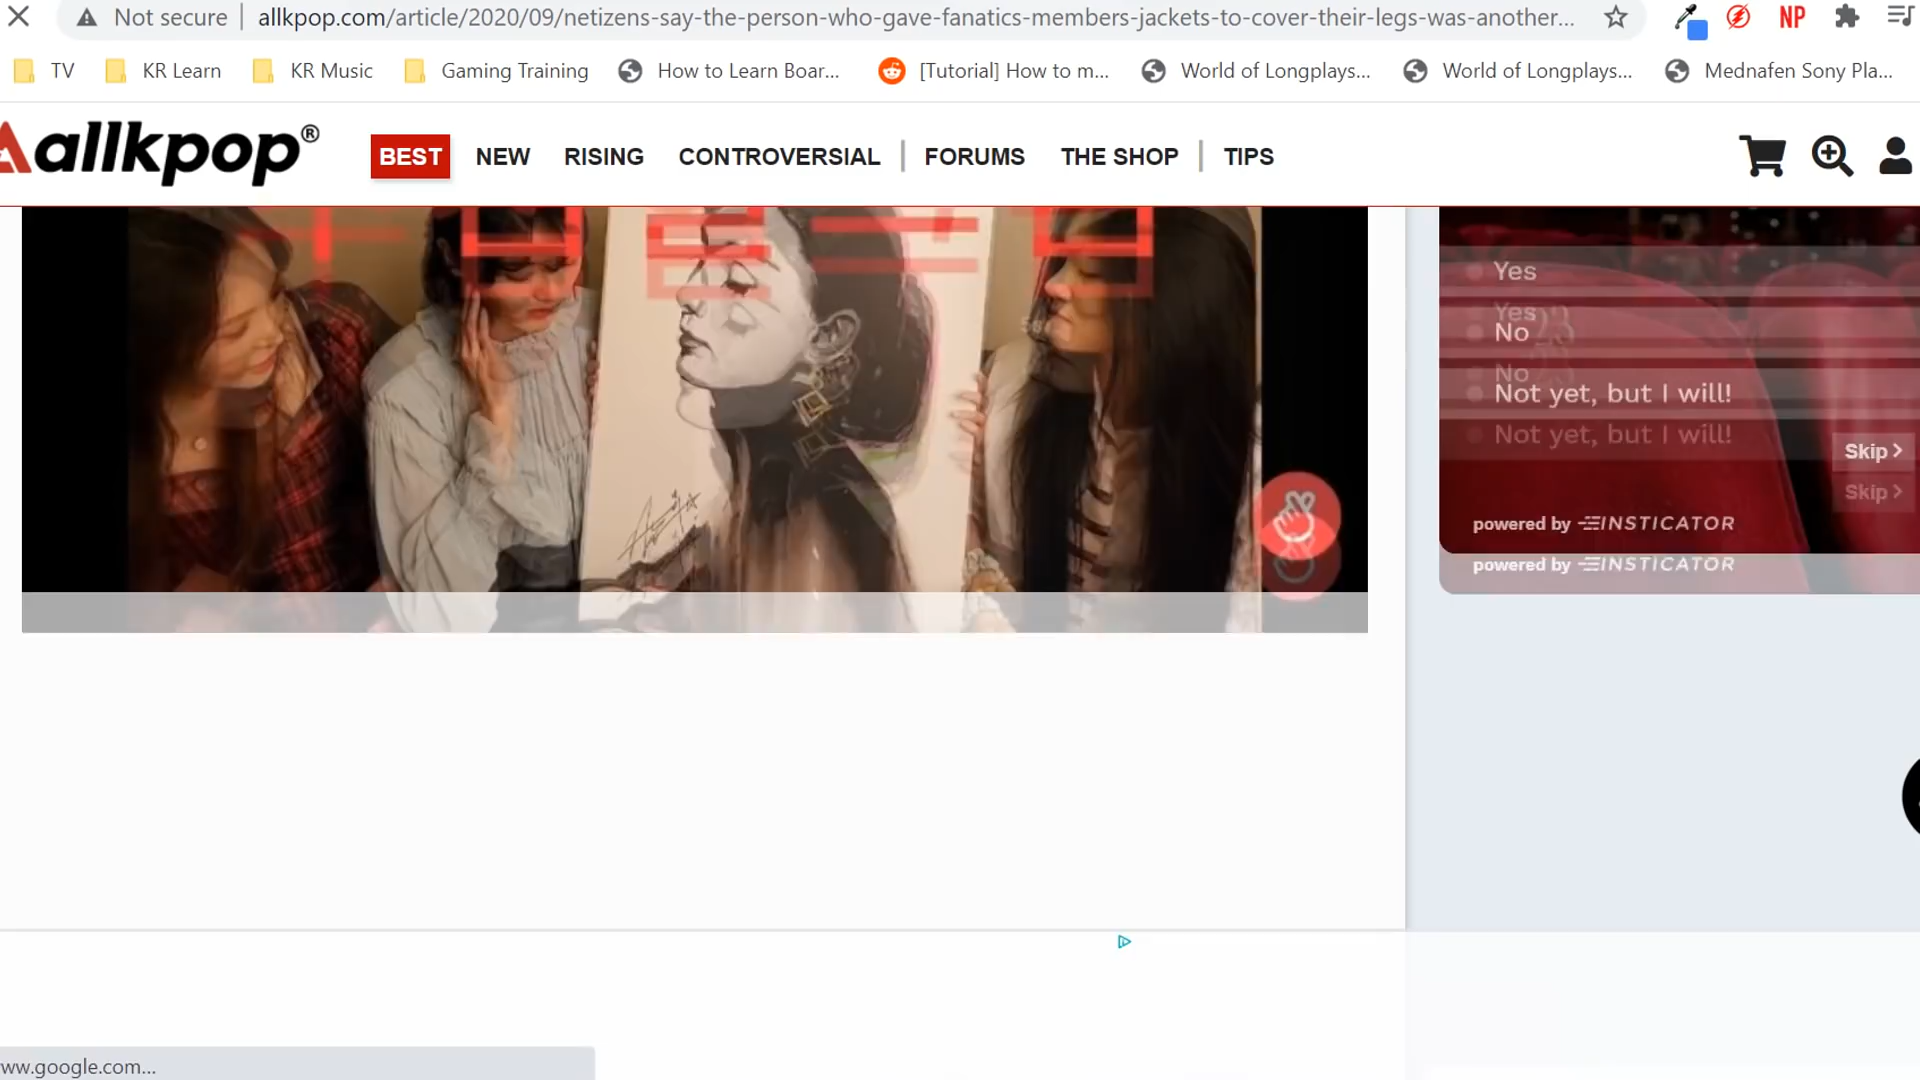 Not secure
allkpop.com/article/2020/09/netizens-say-the-person-who-gave-fanatics-members-jackets-to-cover-their-legs-was-another...
NP
TV
KR Learn
KR Music
Gaming Training
How to Learn Boar...
[Tutorial] How to m...
World of Longplays...
World of Longplays...
Mednafen Sony Pla...
allkpop®
BEST
NEW
RISING
CONTROVERSIAL
FORUMS
THE SHOP
TIPS
Yes
Yes
No
No
Not yet, but I will!
Not yet, but I will!
Skip >
Skip >
powered by INSTICATOR
powered by INSTICATOR
ww.google.com...